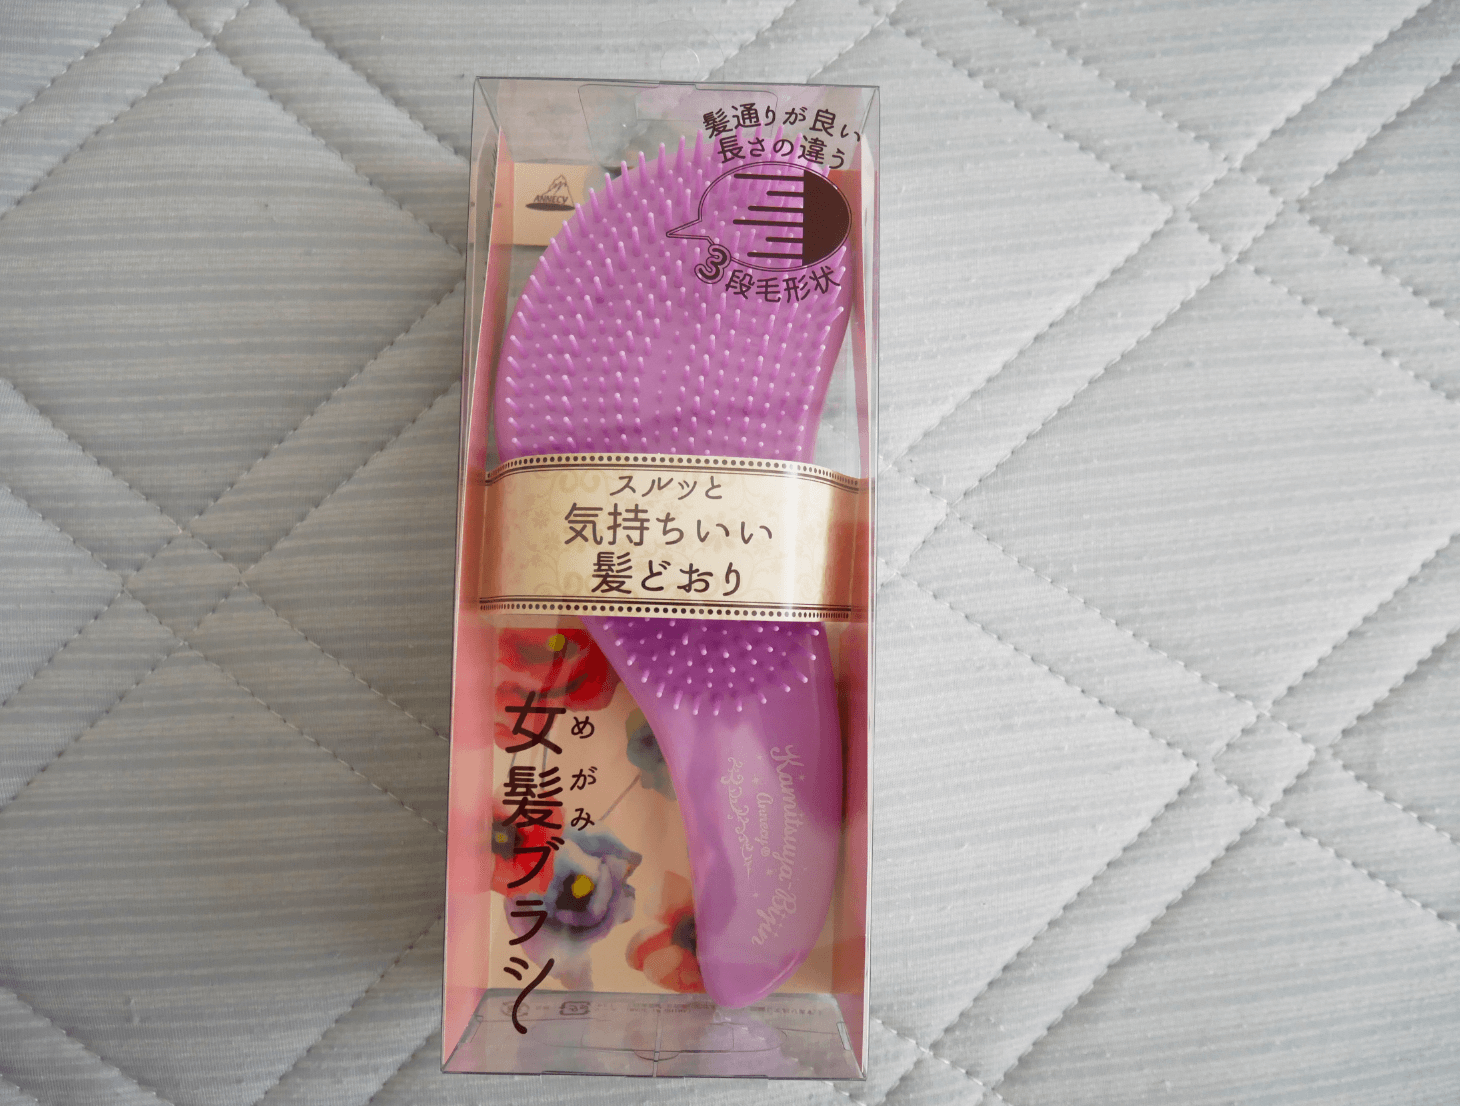 髪通りが良い
長さの違う
3段毛形状
ANNECY
スルッと
気持ちいい
髪どおり
女髪ブラシ
めがみ
Kamitsuya-Bijin
Annecy